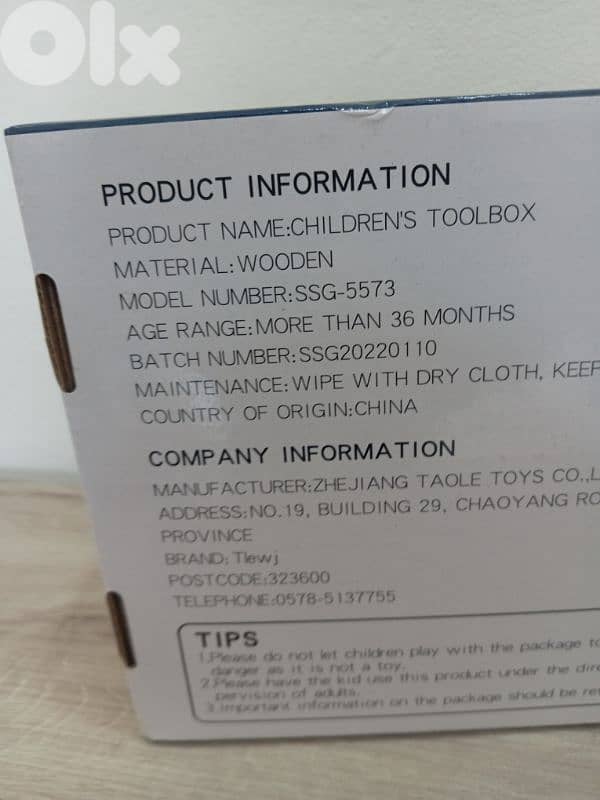 Olx
PRODUCT INFORMATION
PRODUCT NAME:CHILDREN'S TOOLBOX
MATERIAL:WOODEN
MODEL NUMBER:SSG-5573
AGE RANGE:MORE THAN 36 MONTHS
BATCH NUMBER:SSG20220110
MAINTENANCE:WIPE WITH DRY CLOTH, KEEP
COUNTRY OF ORIGIN:CHINA
COMPANY INFORMATION
MANUFACTURER:ZHEJIANG TAOLE TOYS CO.,L
ADDRESS:NO.19, BUILDING 29, CHAOYANG RO
PROVINCE
BRAND: Tlewj
POSTCODE:323600
TELEPHONE:0578-5137755
TIPS
1.Please do not let children play with the package to
danger as it is not a toy.
2.Please have the kid use this product under the dire
pervision of adults.
3.Important information on the package should be ret